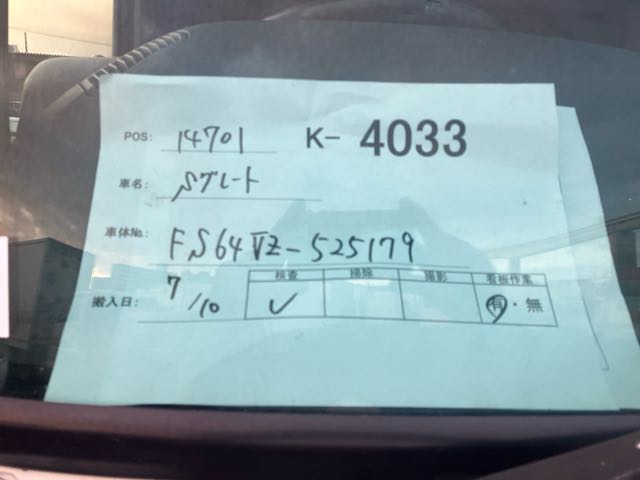 POS: 14701 K- 4033
車名: Sグレート
車体No.: FS64VZ-525179
検査 掃除 撮影 看板作業
搬入日: 7/10 ✓ 有・無